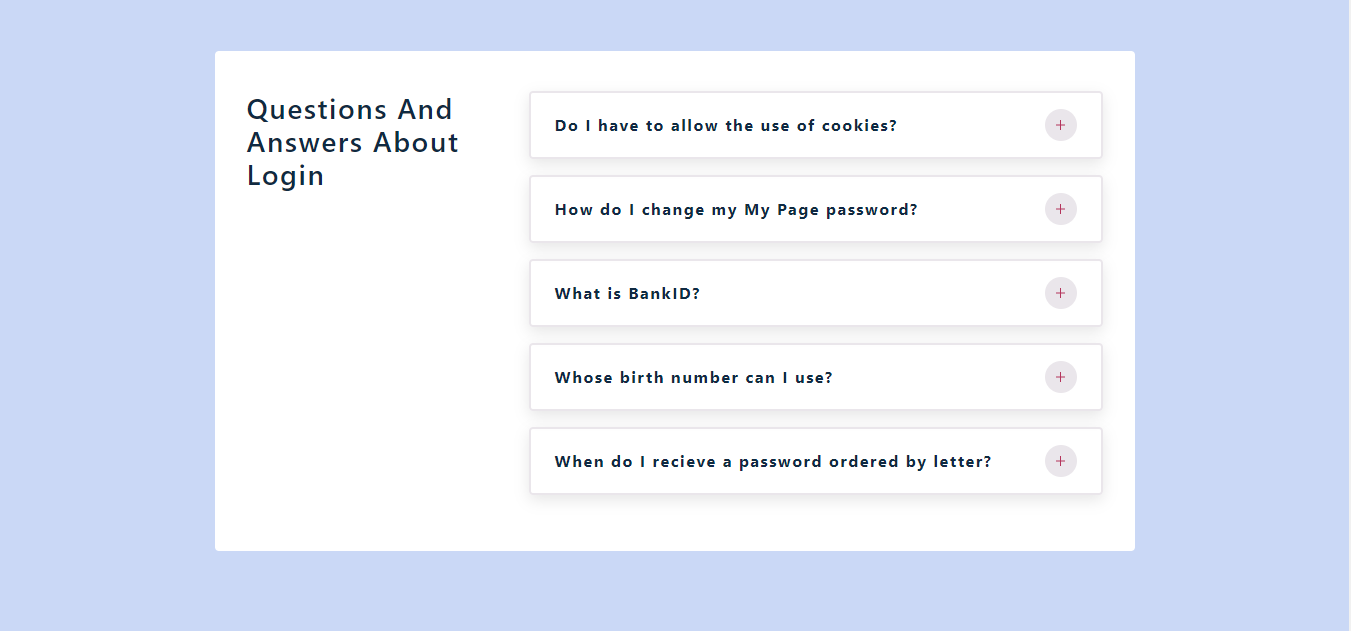 Questions And
Answers About
Login
Do I have to allow the use of cookies?
How do I change my My Page password?
What is BankID?
Whose birth number can I use?
When do I recieve a password ordered by letter?